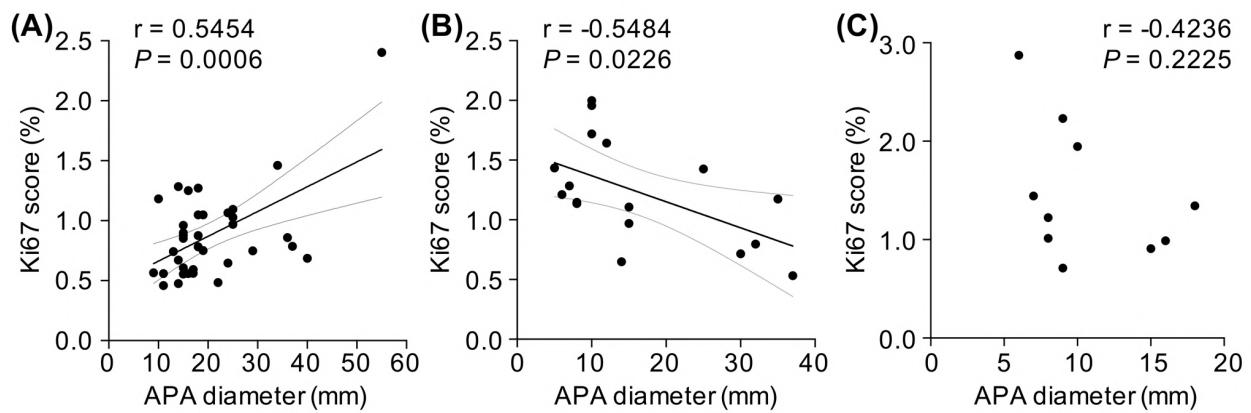 (A)
r = 0.5454
P = 0.0006
2.5
2.0
1.5
1.0
0.5
0.0
0 10 20 30 40 50 60
Ki67 score (%)
APA diameter (mm)
(B)
r = -0.5484
P = 0.0226
2.5
2.0
1.5
1.0
0.5
0.0
0 10 20 30 40
Ki67 score (%)
APA diameter (mm)
(C)
r = -0.4236
P = 0.2225
3.0
2.0
1.0
0.0
0 5 10 15 20
Ki67 score (%)
APA diameter (mm)